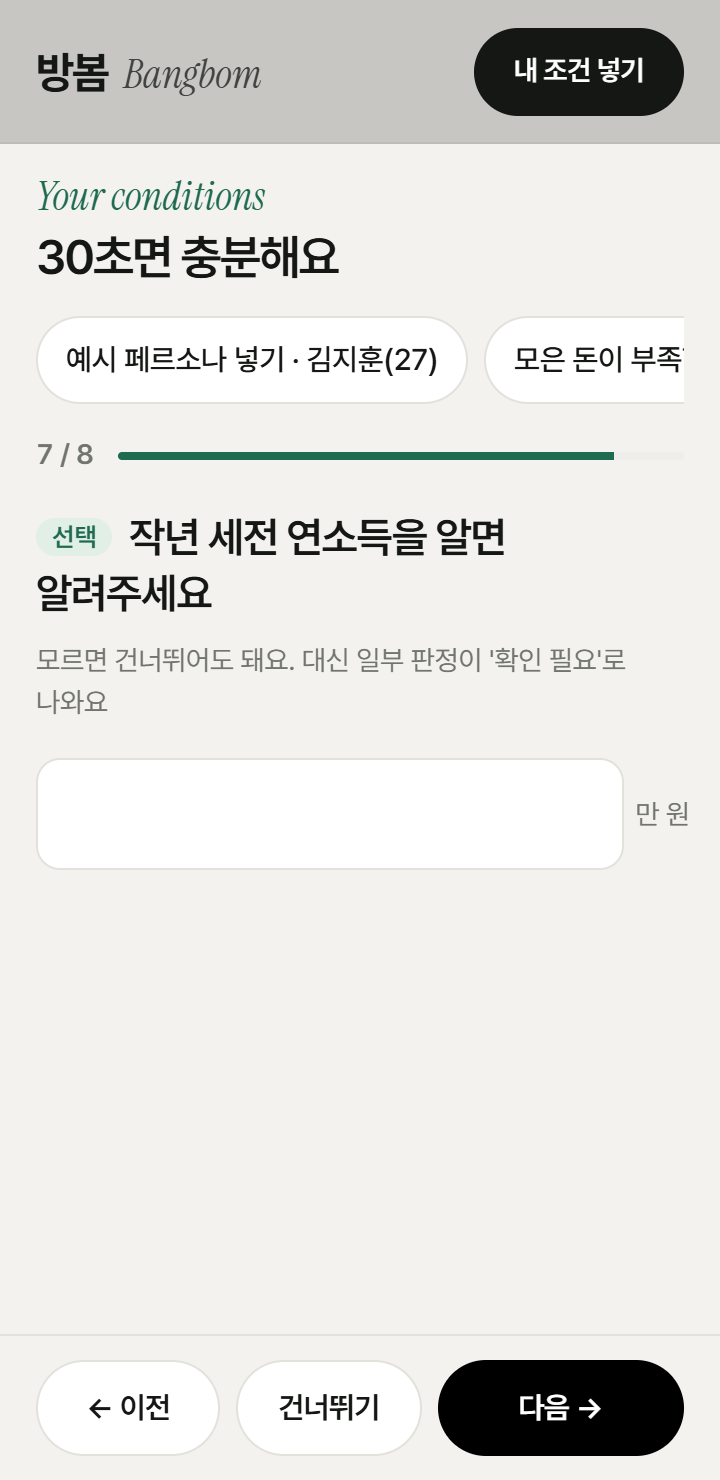 방봄 Bangbom
내 조건 넣기
Your conditions
30초면 충분해요
예시 페르소나 넣기 · 김지훈(27)
모은 돈이 부족
7 / 8
선택 작년 세전 연소득을 알면
알려주세요
모르면 건너뛰어도 돼요. 대신 일부 판정이 '확인 필요'로
나와요
만 원
← 이전
건너뛰기
다음 →